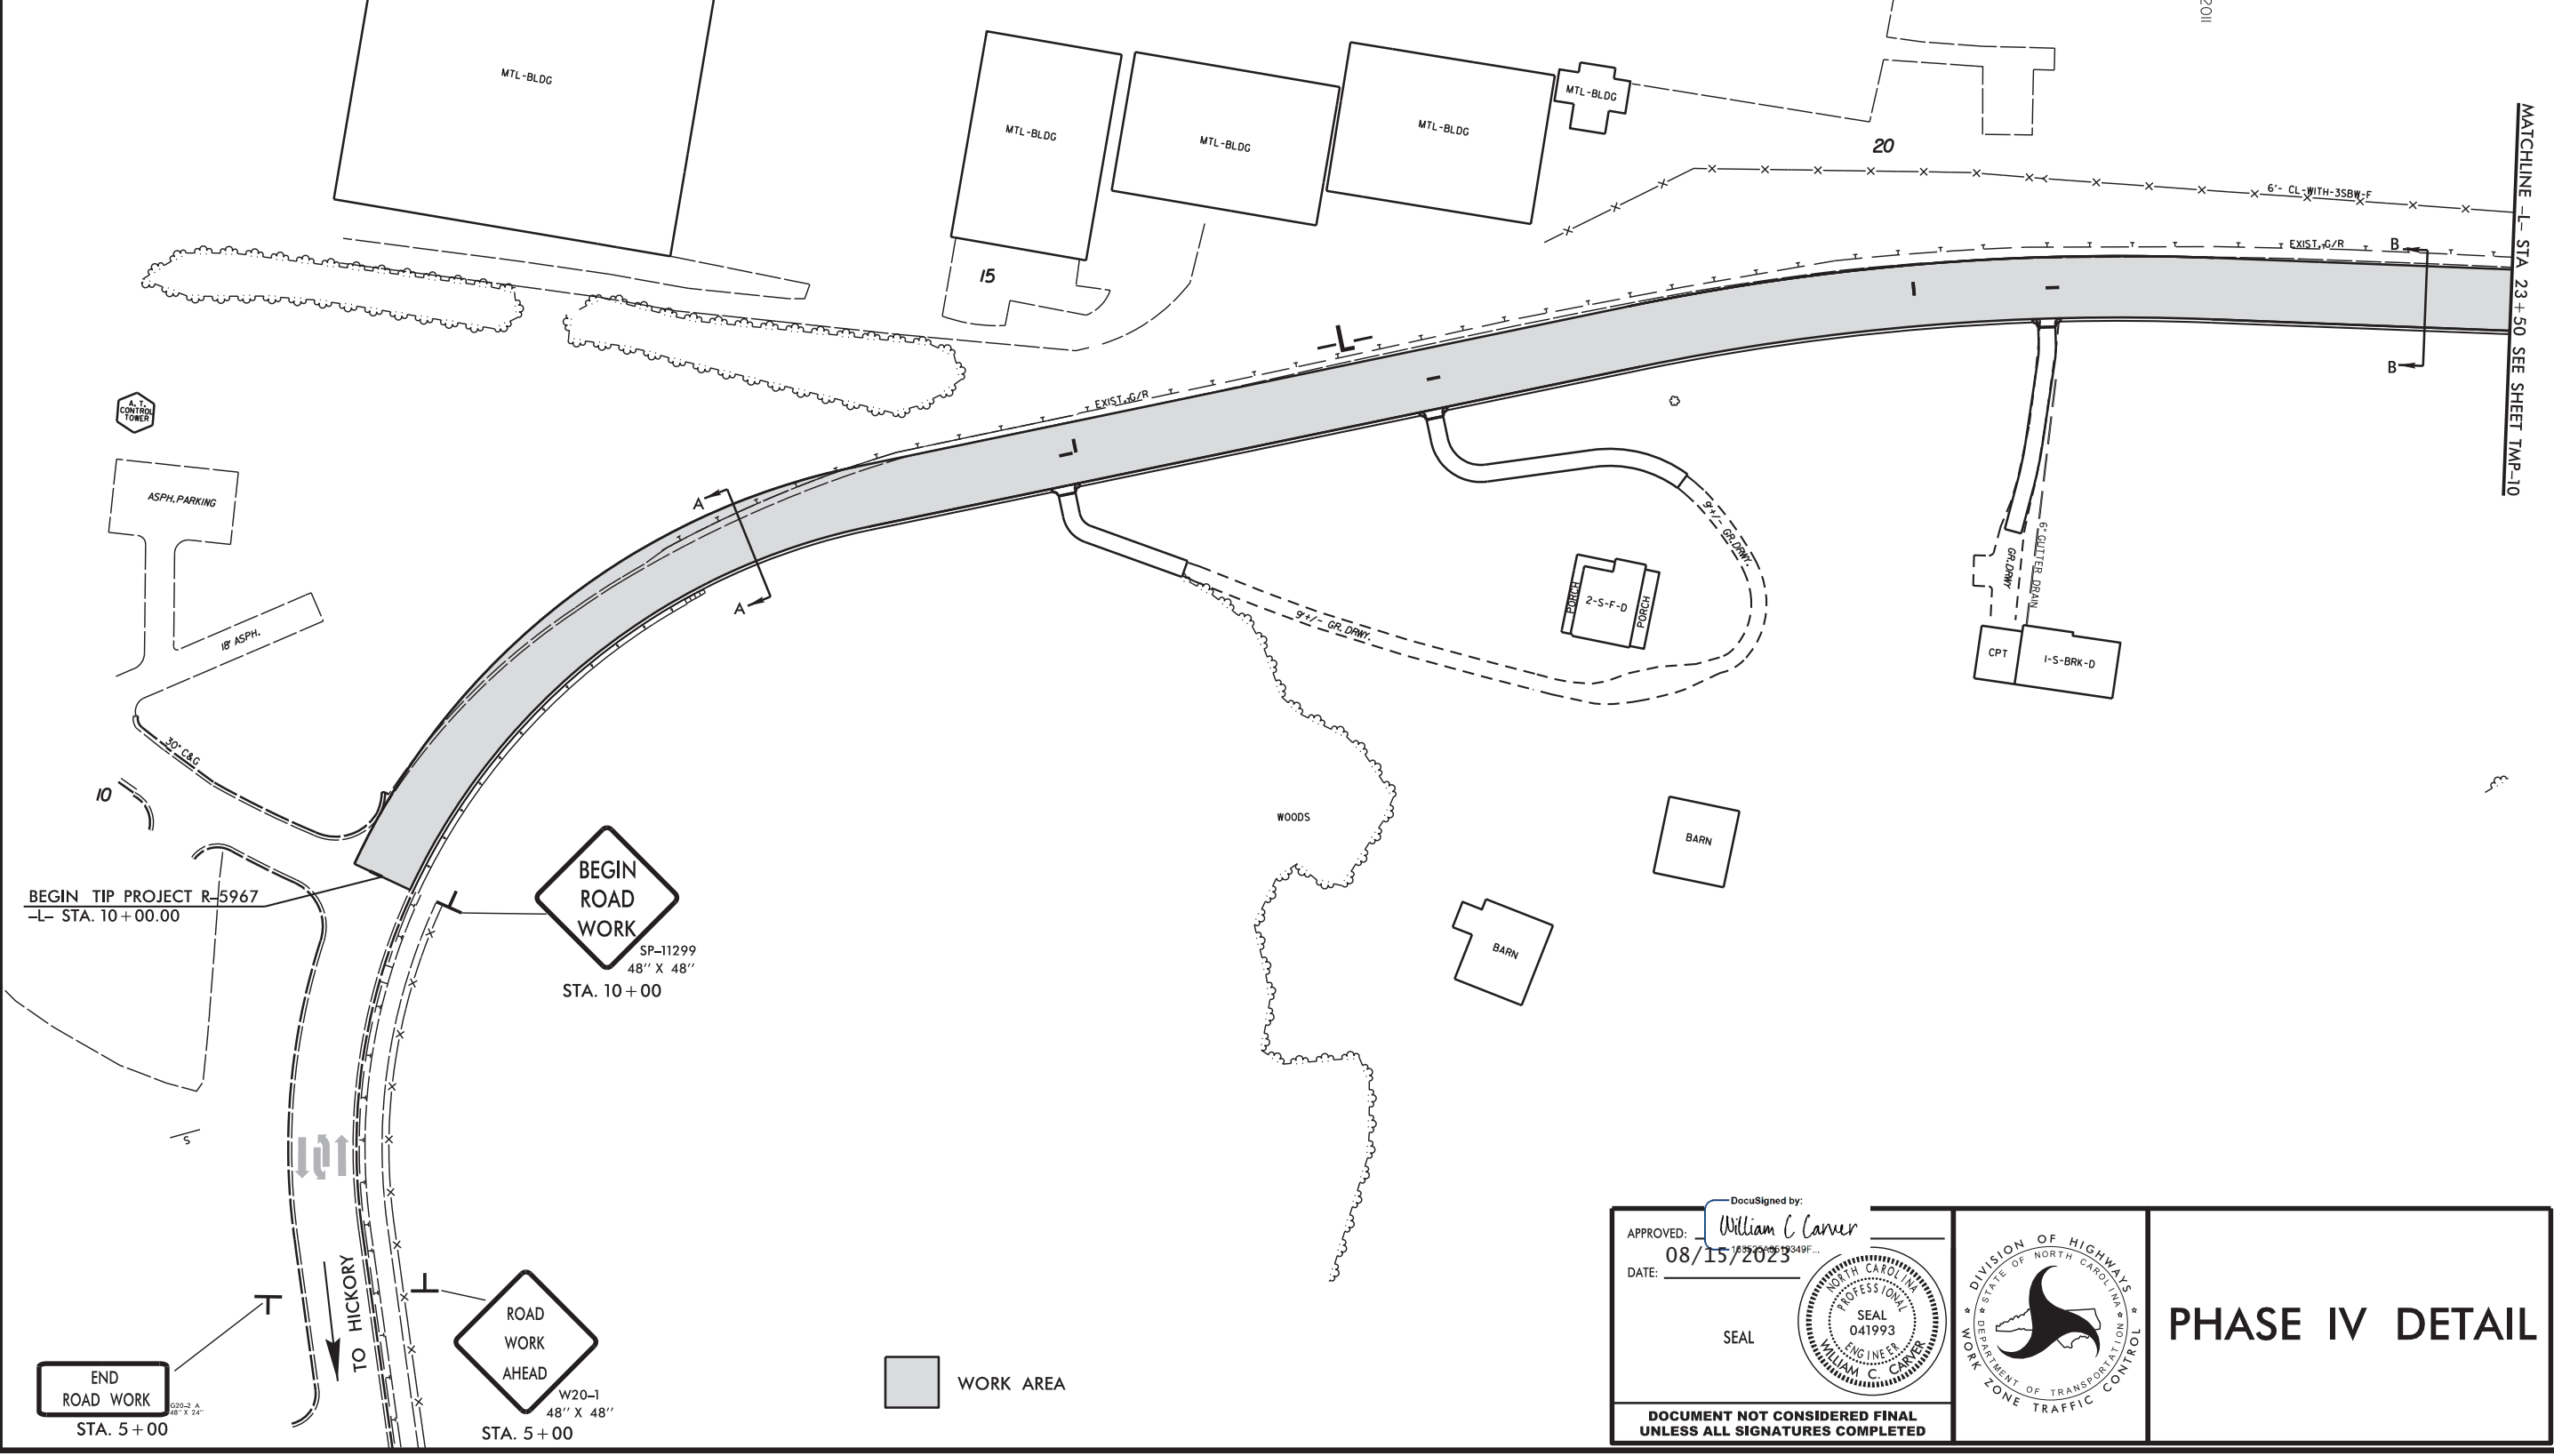 2011
MTL-BLDG
MTL-BLDG
MTL-BLDG
MTL-BLDG
MTL-BLDG
20
6'- CL-WITH-3SBW-F
MATCHLINE -L- STA 23+50 SEE SHEET TMP-10
EXIST. G/R
B
B
15
-L-
EXIST. G/R
A. T.
CONTROL
TOWER
A
A
ASPH. PARKING
18' ASPH.
30" C&G
10
9'+/- GR. DRWY.
9'+/- GR. DRWY.
PORCH
2-S-F-D
PORCH
GR. DRWY
6" GUTTER DRAIN
CPT
1-S-BRK-D
WOODS
BARN
BARN
BEGIN TIP PROJECT R-5967
-L- STA. 10+00.00
BEGIN
ROAD
WORK
SP-11299
48'' X 48''
STA. 10+00
S
TO HICKORY
END
ROAD WORK
G20-2 A
48'' X 24''
STA. 5+00
ROAD
WORK
AHEAD
W20-1
48'' X 48''
STA. 5+00
WORK AREA
DocuSigned by:
APPROVED:
William C Carver
08/15/2023
DATE:
SEAL
NORTH CAROLINA
PROFESSIONAL
SEAL
041993
ENGINEER
WILLIAM C. CARVER
DOCUMENT NOT CONSIDERED FINAL
UNLESS ALL SIGNATURES COMPLETED
DIVISION OF HIGHWAYS
STATE OF NORTH CAROLINA
DEPARTMENT OF TRANSPORTATION
WORK ZONE TRAFFIC CONTROL
PHASE IV DETAIL